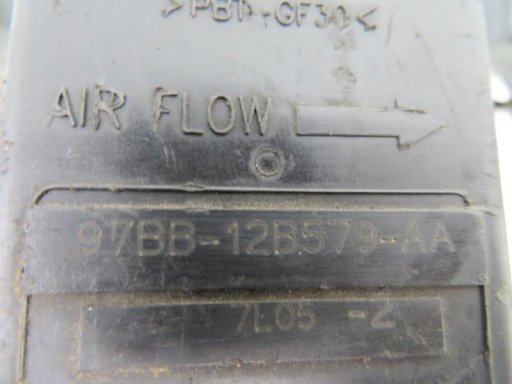 >PBT-GF30<
AIR FLOW
97BB-12B579-AA
7L05 -2